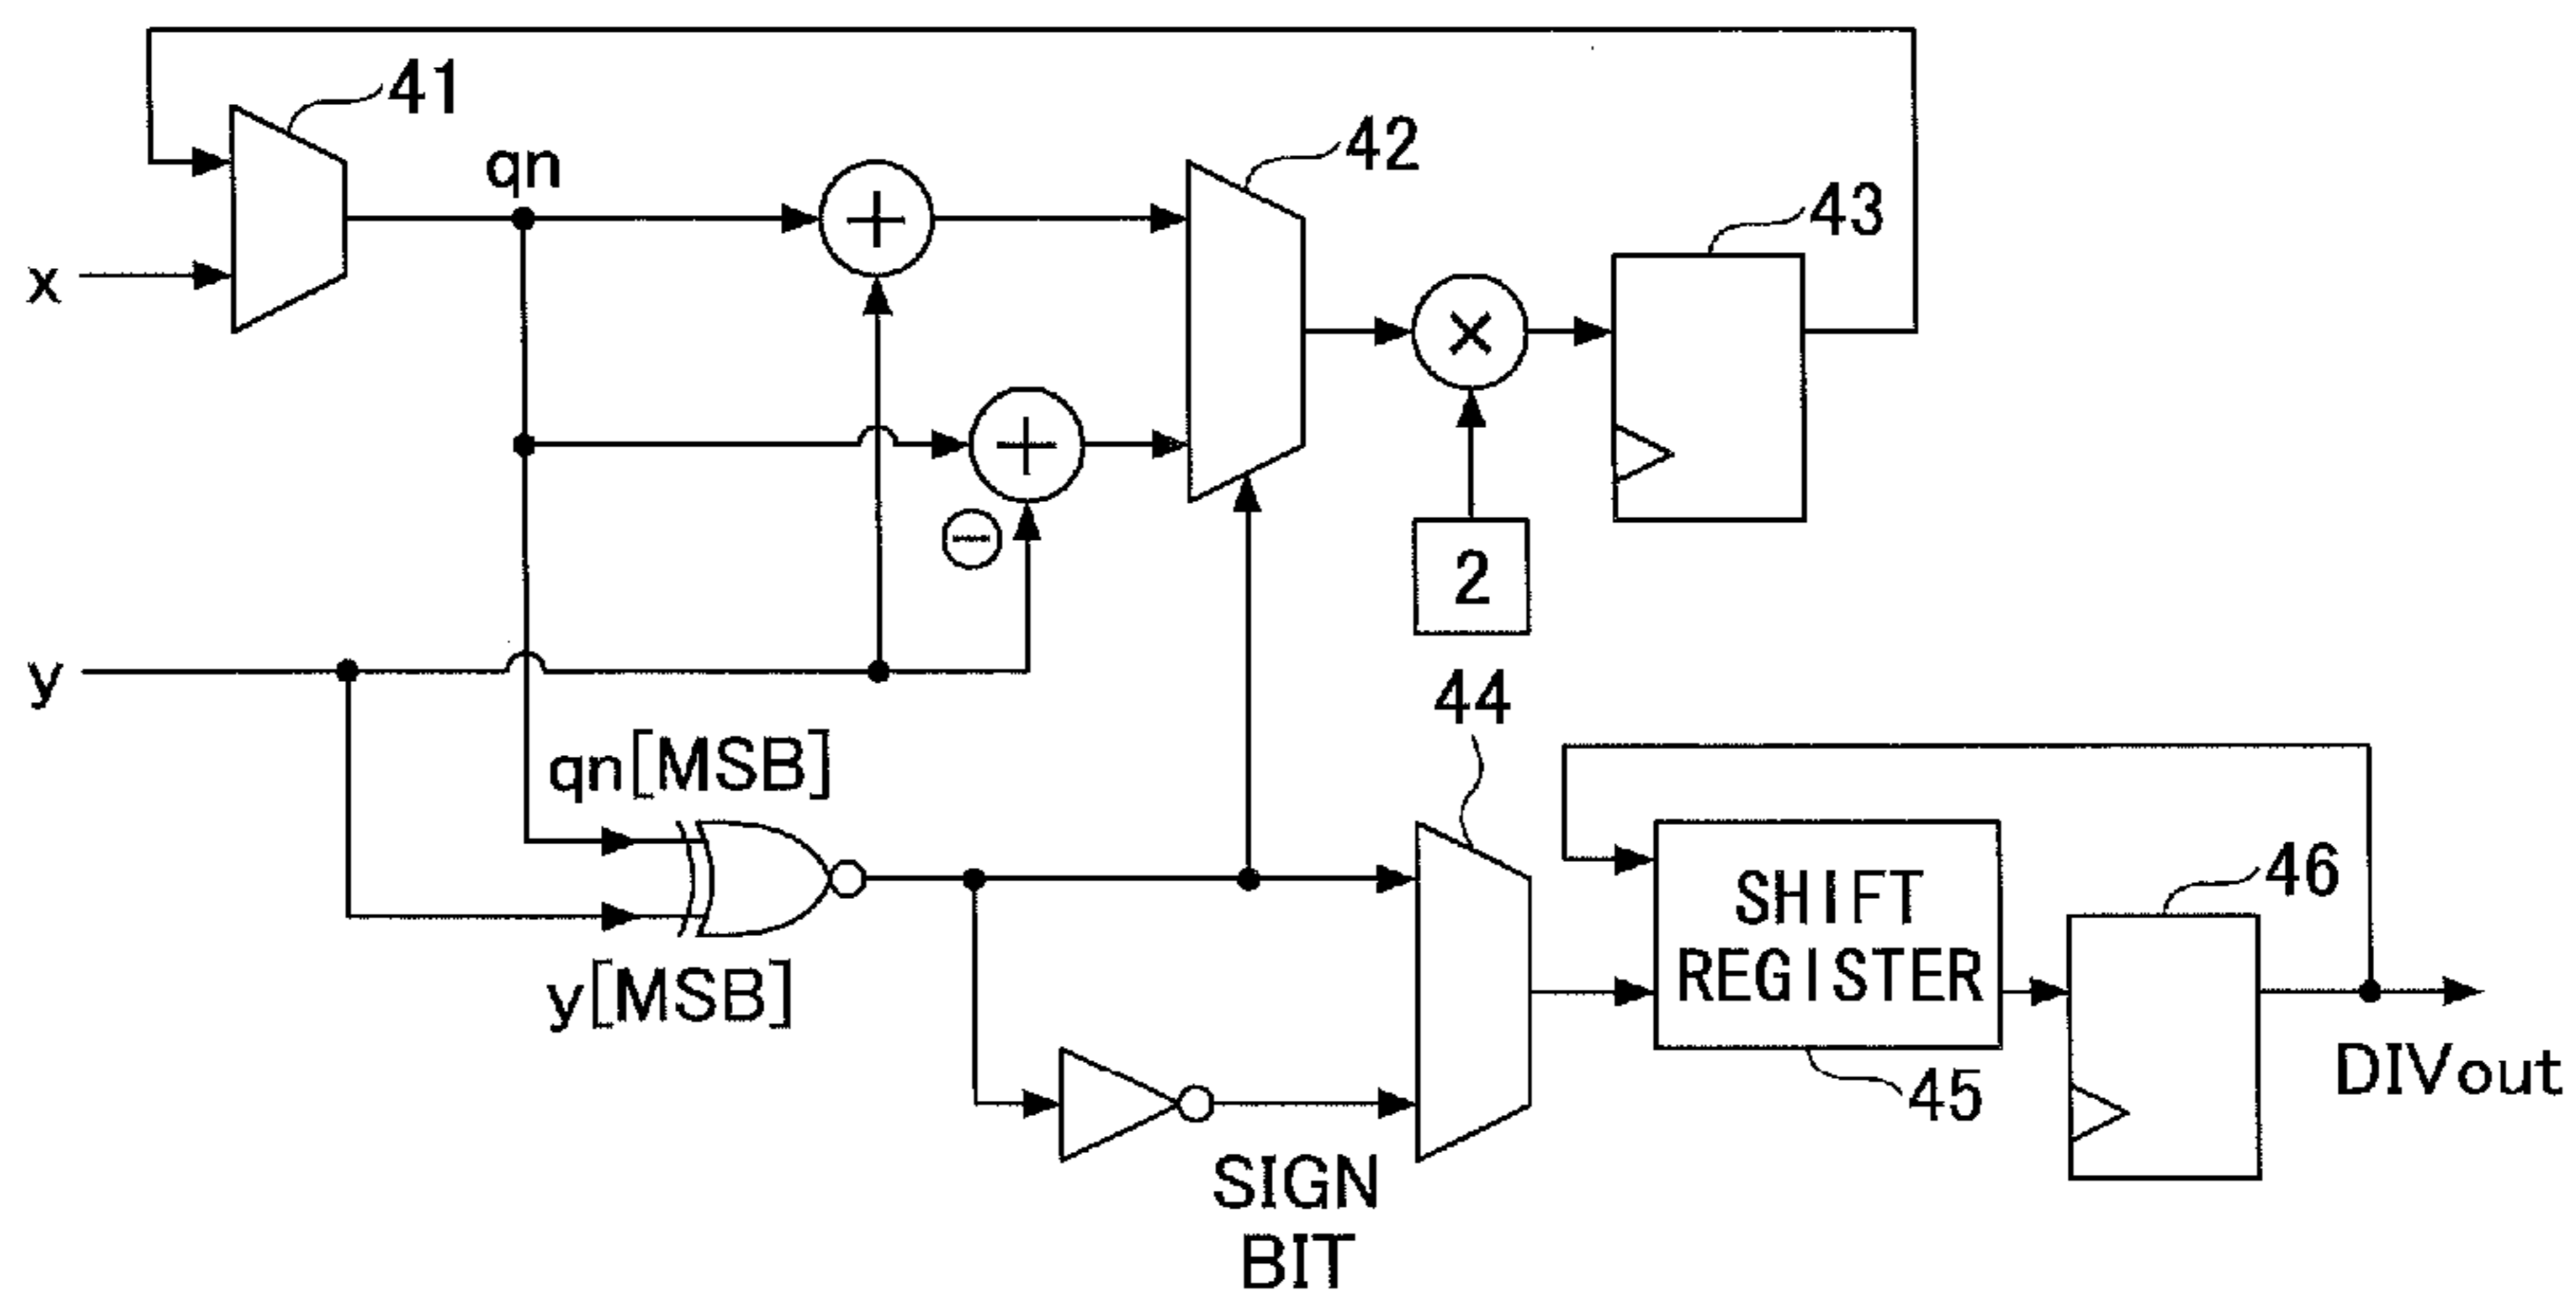 41
42
qn
43
x
+
+
×
−
2
y
44
qn[MSB]
46
SHIFT
REGISTER
y[MSB]
DIVout
45
SIGN
BIT